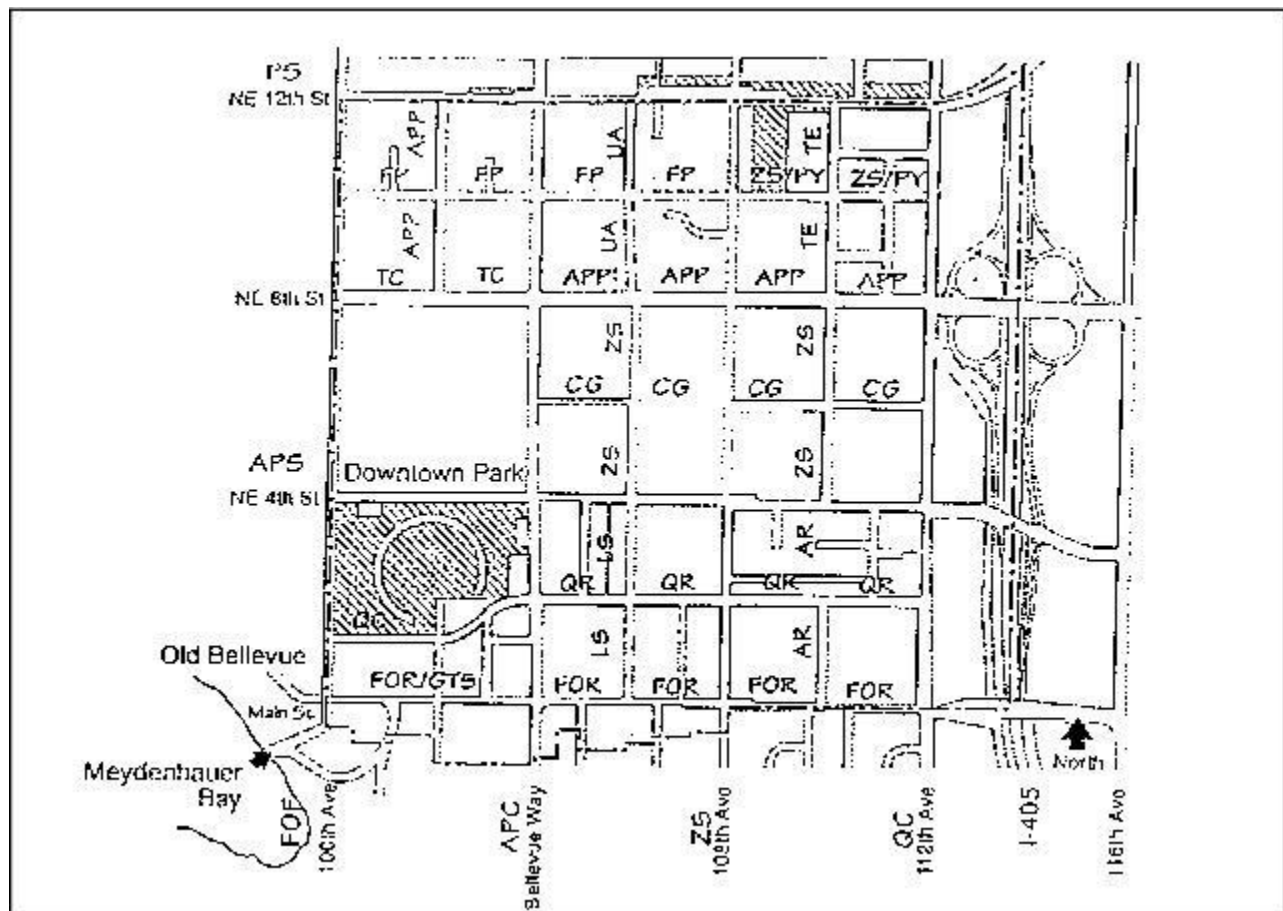 PS
NE 12th St
APP UA TE
FP FP FP FP ZS/PY ZS/PY
APP UA TE
TC TC APP APP APP APP
NE 8th St
ZS ZS
CG CG CG CG
ZS ZS
APS
Downtown Park
NE 4th St
LS AR
QR QR QR QR
QC
LS AR
Old Bellevue
FOR/GTS FOR FOR FOR FOR
Main St
North
Meydenbauer
Bay
FOF
100th Ave
APC
Bellevue Way
ZS
108th Ave
QC
112th Ave
I-405
116th Ave